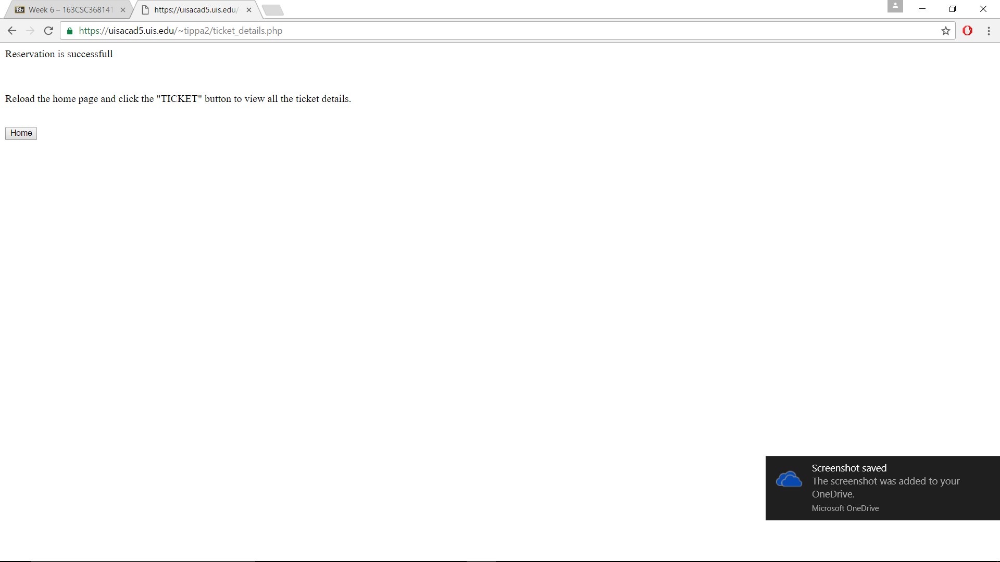 Bb Week 6 – 163CSC368141
https://uisacad5.uis.edu/
https://uisacad5.uis.edu/~tippa2/ticket_details.php
Reservation is successfull
Reload the home page and click the "TICKET" button to view all the ticket details.
Home
Screenshot saved
The screenshot was added to your
OneDrive.
Microsoft OneDrive